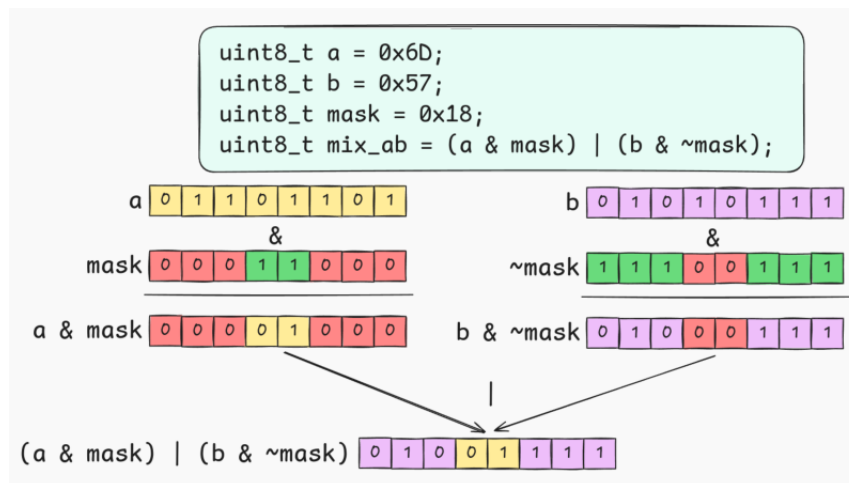 uint8_t a = 0x6D;
uint8_t b = 0x57;
uint8_t mask = 0x18;
uint8_t mix_ab = (a & mask) | (b & ~mask);
a 0 1 1 0 1 1 0 1
&
mask 0 0 0 1 1 0 0 0
a & mask 0 0 0 0 1 0 0 0
b 0 1 0 1 0 1 1 1
&
~mask 1 1 1 0 0 1 1 1
b & ~mask 0 1 0 0 0 1 1 1
|
(a & mask) | (b & ~mask) 0 1 0 0 1 1 1 1